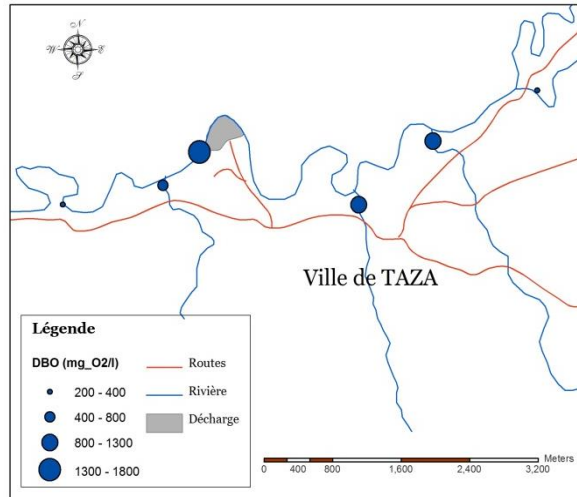 N
W E
S
Ville de TAZA
Légende
DBO (mg_O2/l)
200 - 400
400 - 800
800 - 1300
1300 - 1800
Routes
Rivière
Décharge
Meters
0 400 800 1,600 2,400 3,200